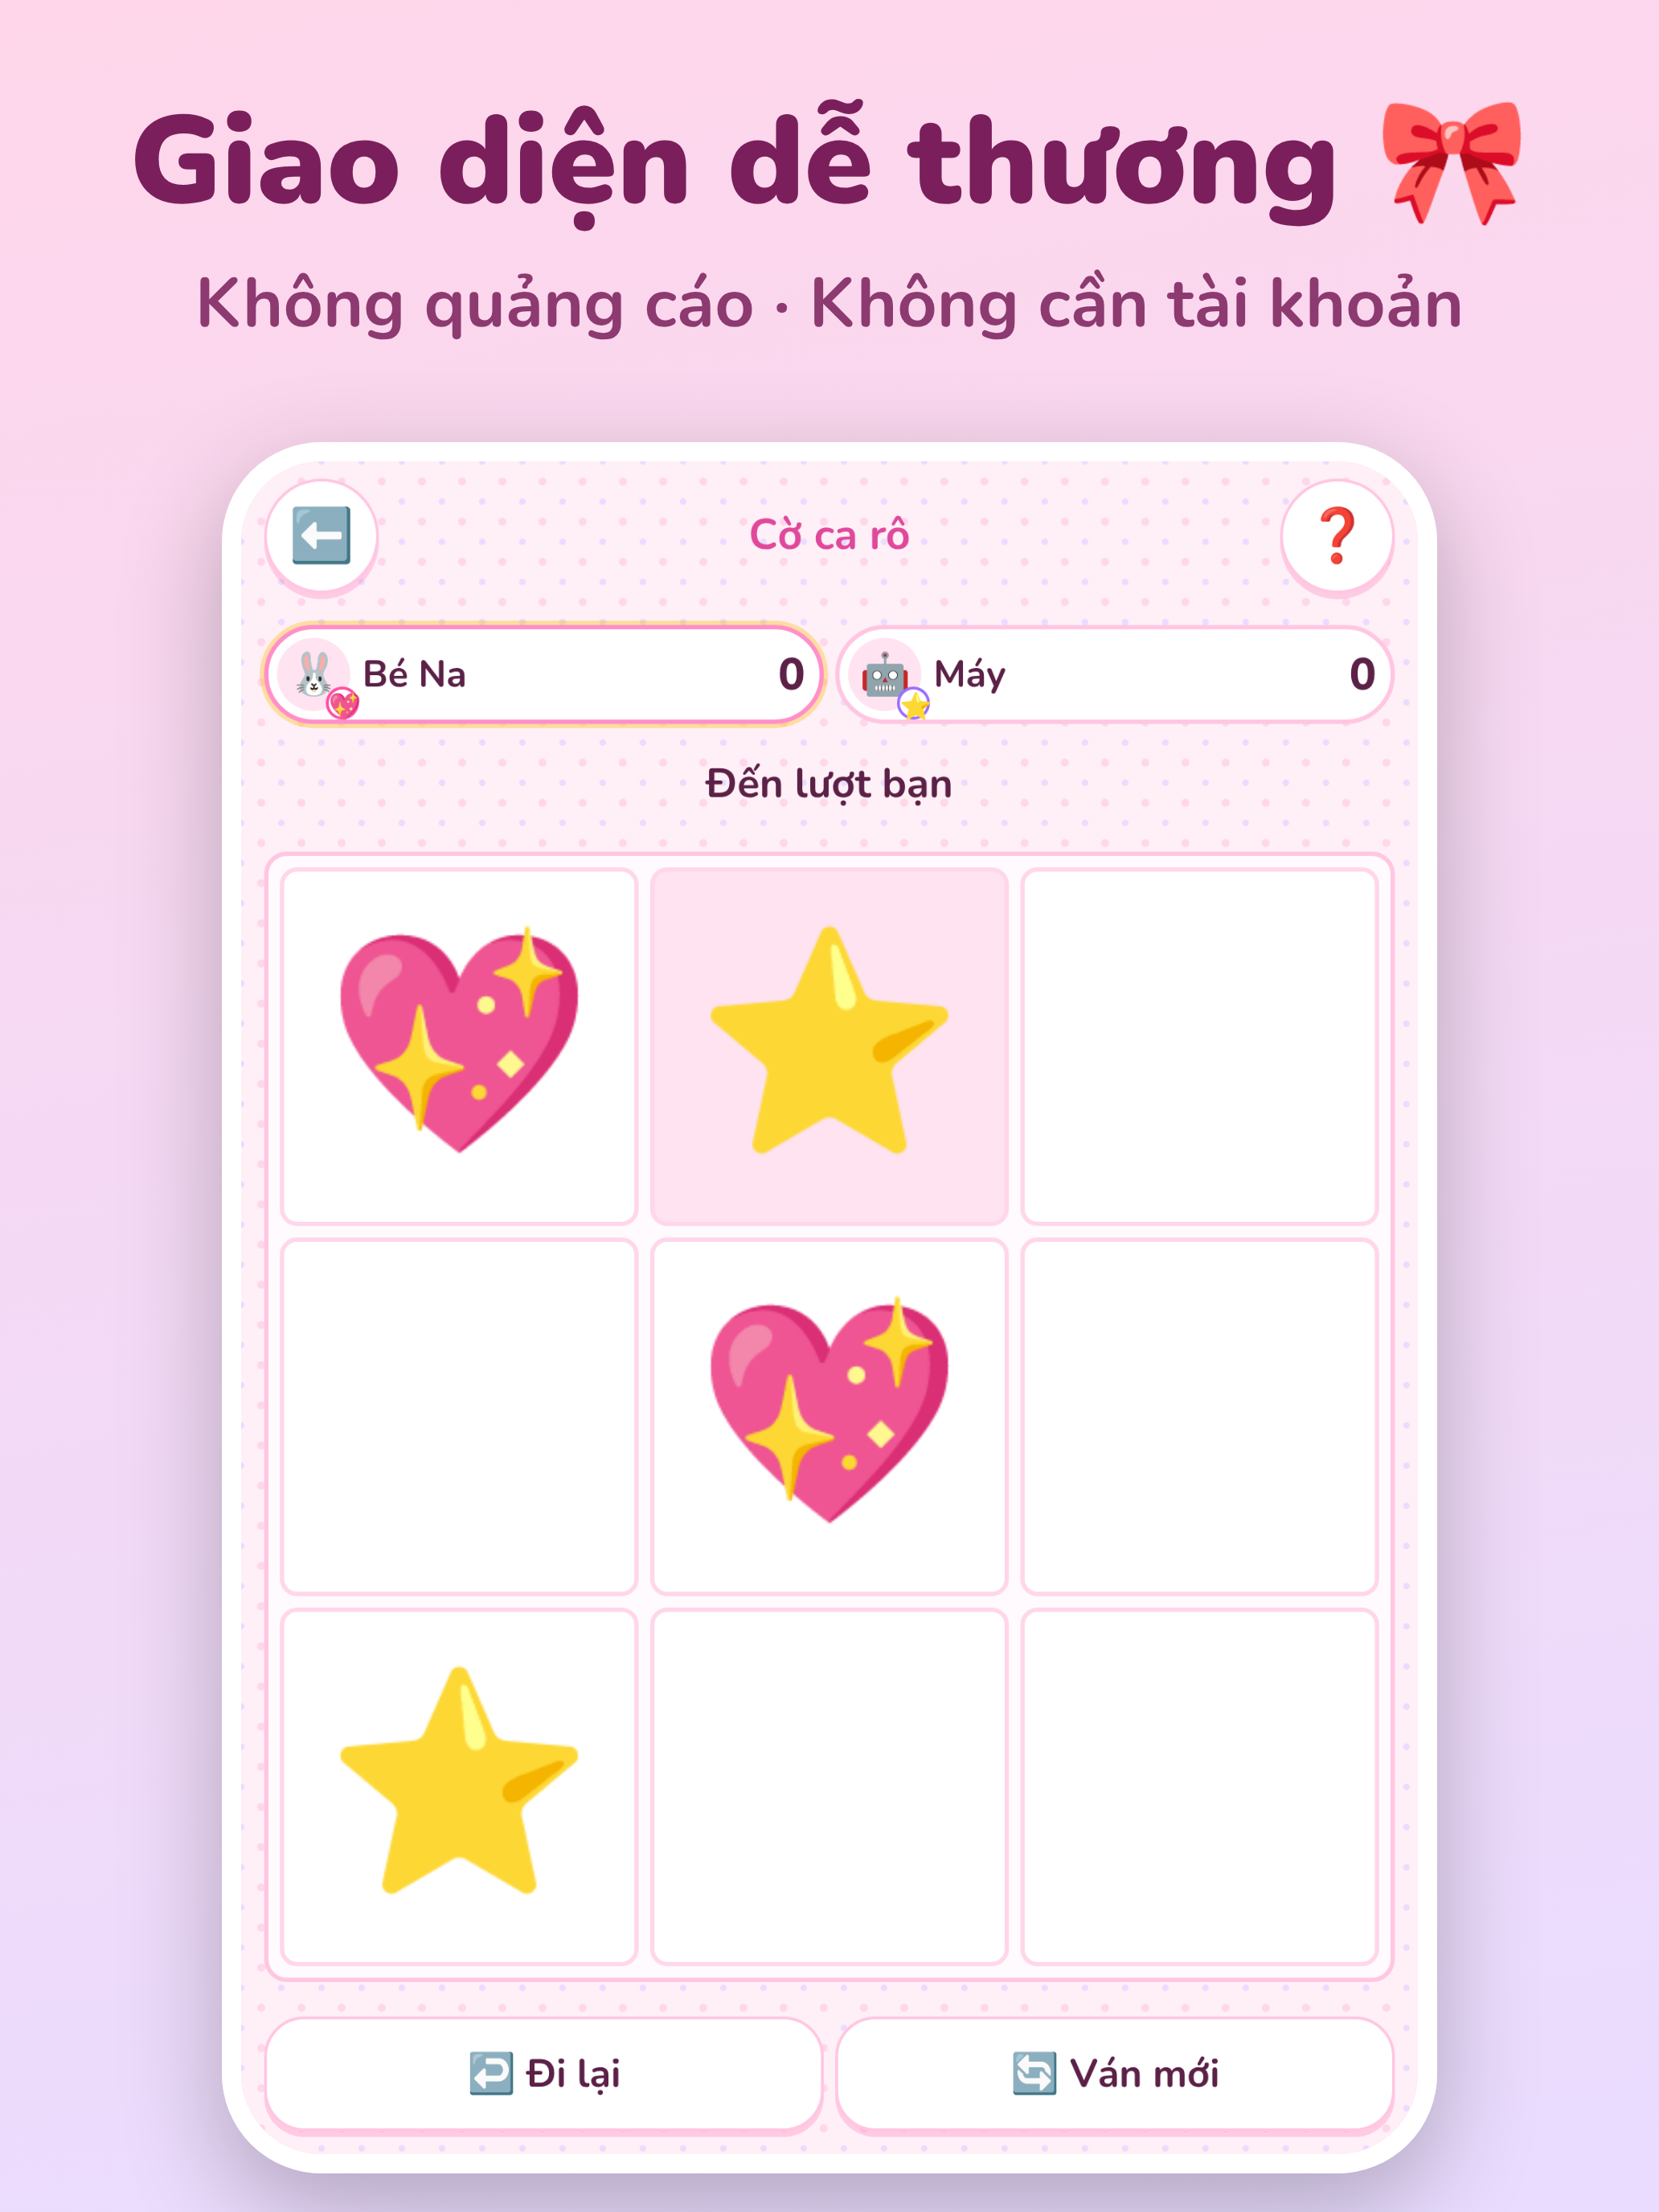 Giao diện dễ thương
Không quảng cáo · Không cần tài khoản
Cờ ca rô
Bé Na 0
Máy 0
Đến lượt bạn
Đi lại
Ván mới